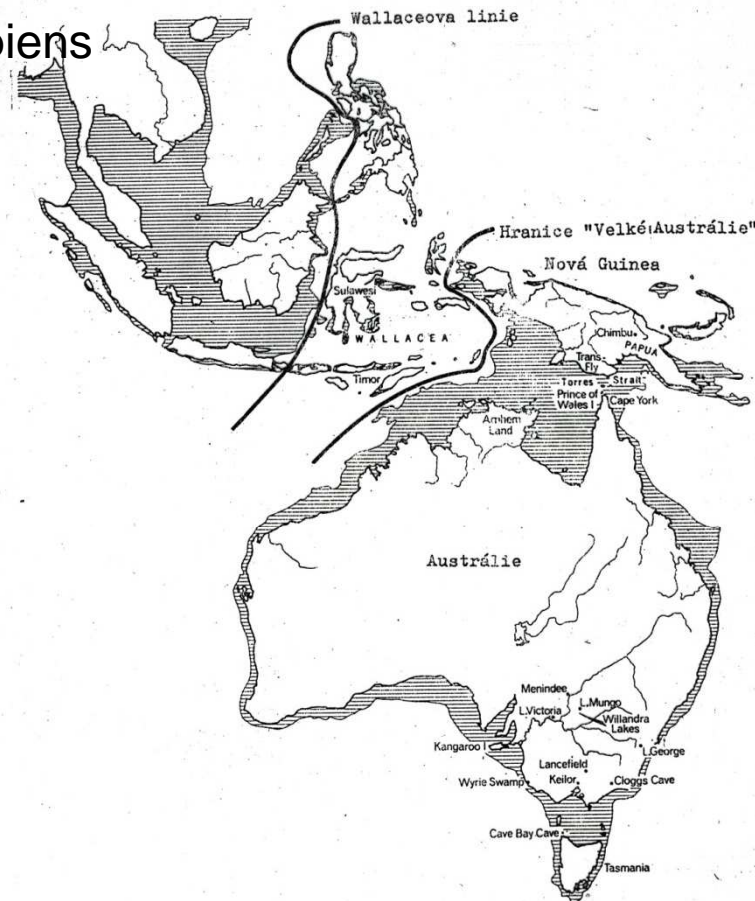 Wallaceova linie
Hranice "Velké Austrálie"
Nová Guinea
Sulawesi
Chimbu
WALLACEA
PAPUA
Trans
Fly
Timor
Torres Strait
Prince of
Wales I
Cape York
Arnhem
Land
Austrálie
Menindee
L.Mungo
L.Victoria
Willandra
Lakes
Kangaroo I
L.George
Lancefield
Wyrie Swamp
Keilor
Cloggs Cave
Cave Bay Cave
Tasmania